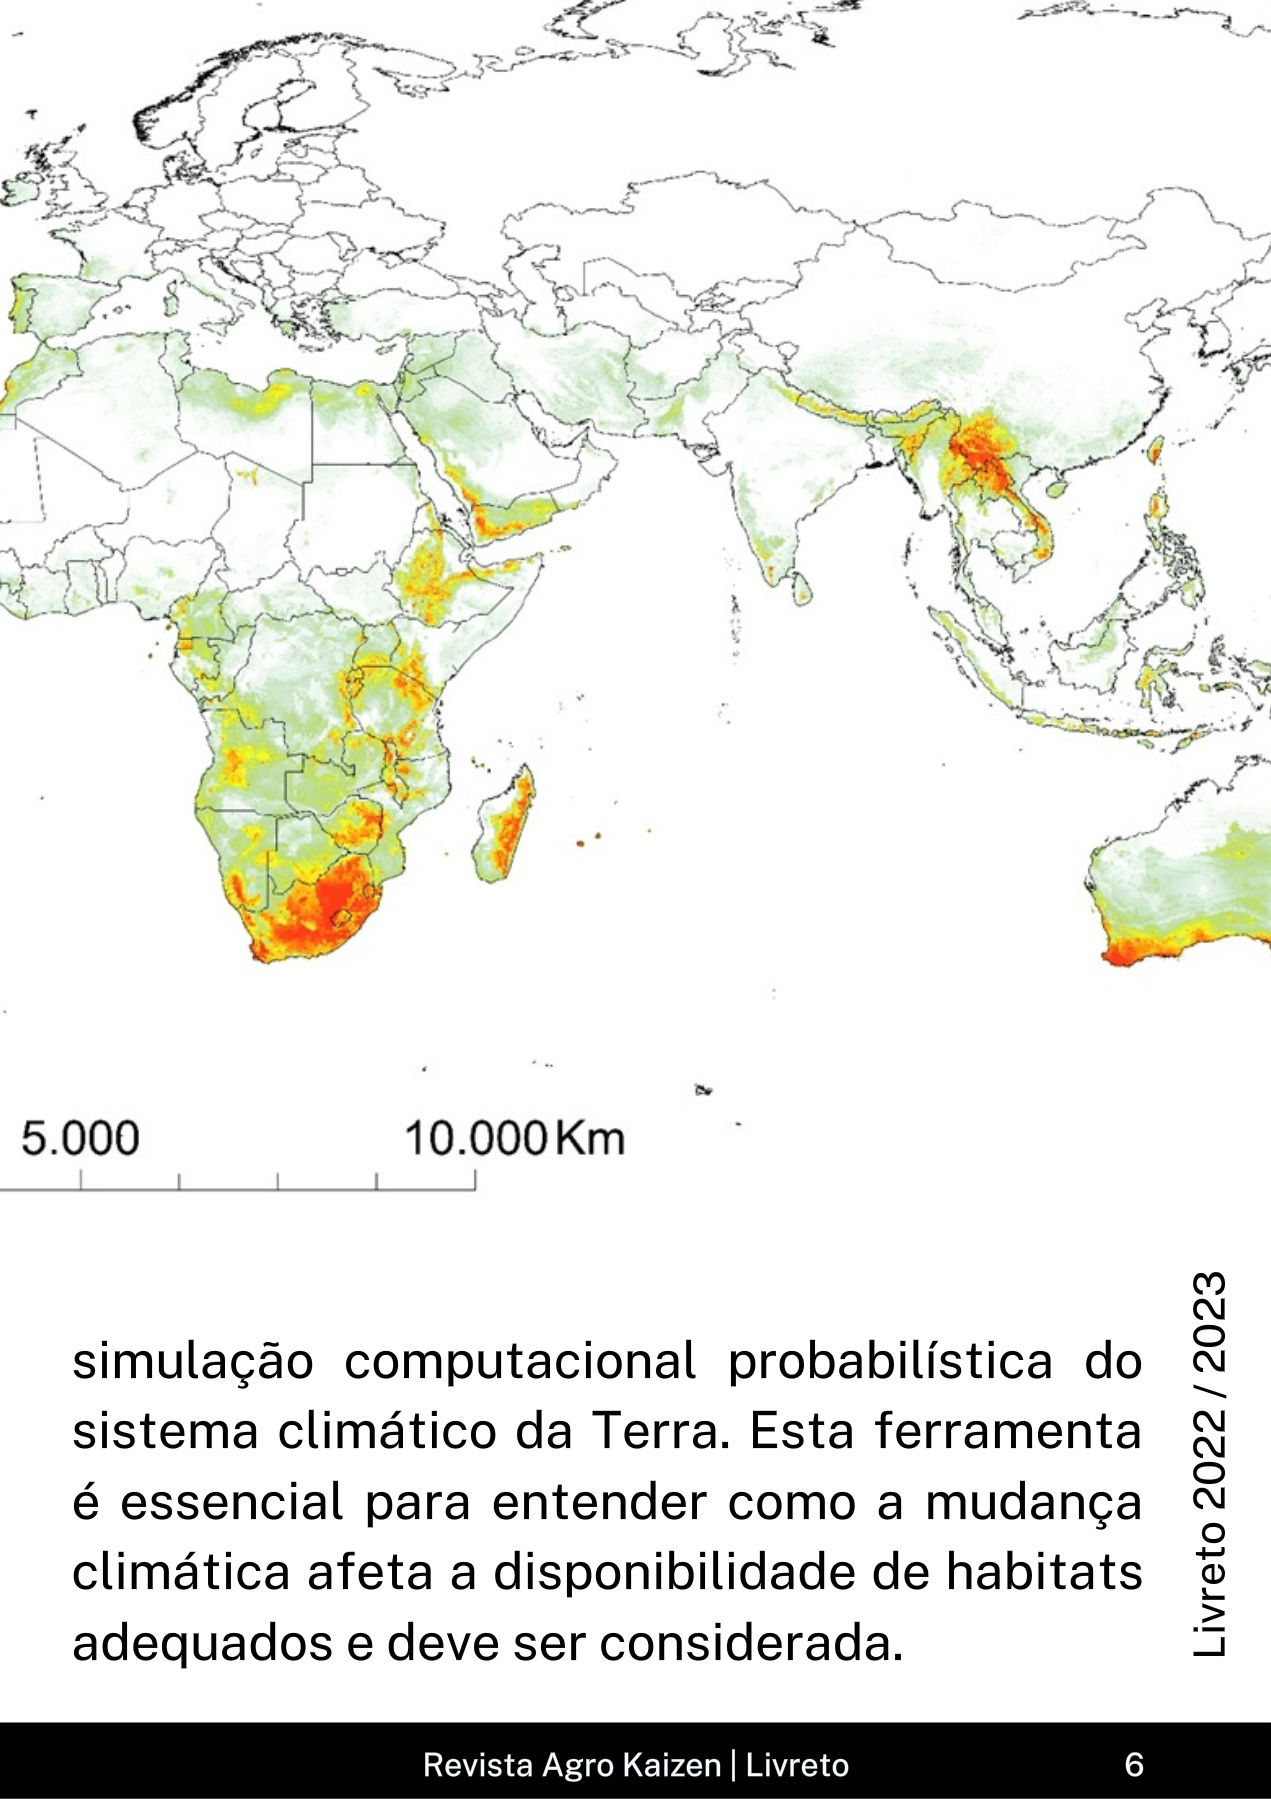 5.000
10.000 Km
simulação computacional probabilística do
sistema climático da Terra. Esta ferramenta
é essencial para entender como a mudança
climática afeta a disponibilidade de habitats
adequados e deve ser considerada.
Livreto 2022 / 2023
Revista Agro Kaizen | Livreto
6